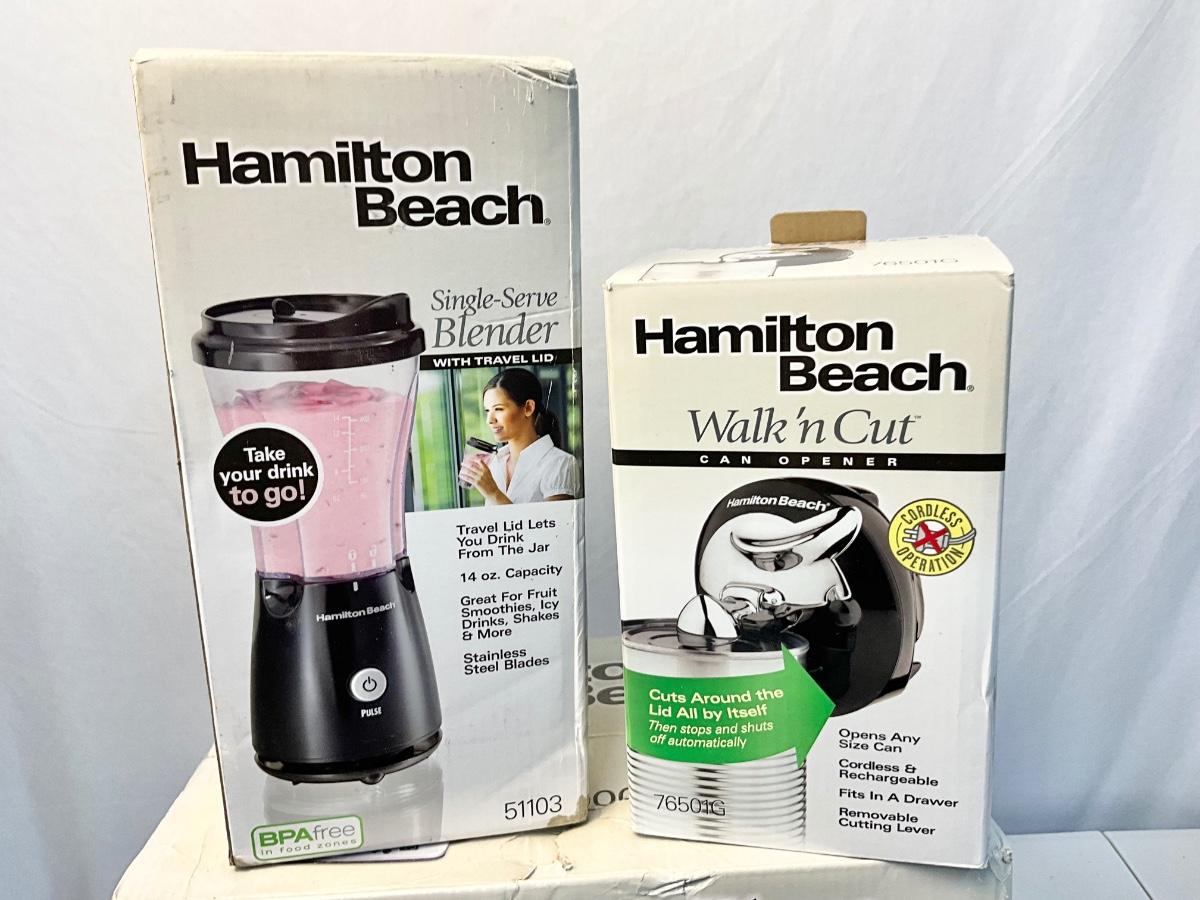 Hamilton
Beach®
Single-Serve
Blender
WITH TRAVEL LID
Take
your drink
to go!
Travel Lid Lets
You Drink
From The Jar
14 oz. Capacity
Great For Fruit
Smoothies, Icy
Drinks, Shakes
& More
Stainless
Steel Blades
Hamilton Beach
PULSE
51103
BPAfree
in food zones
76501G
Hamilton
Beach®
Walk 'n Cut™
CAN OPENER
Hamilton Beach®
CORDLESS
OPERATION
Cuts Around the
Lid All by Itself
Then stops and shuts
off automatically
Opens Any
Size Can
Cordless &
Rechargeable
Fits In A Drawer
Removable
Cutting Lever
76501G